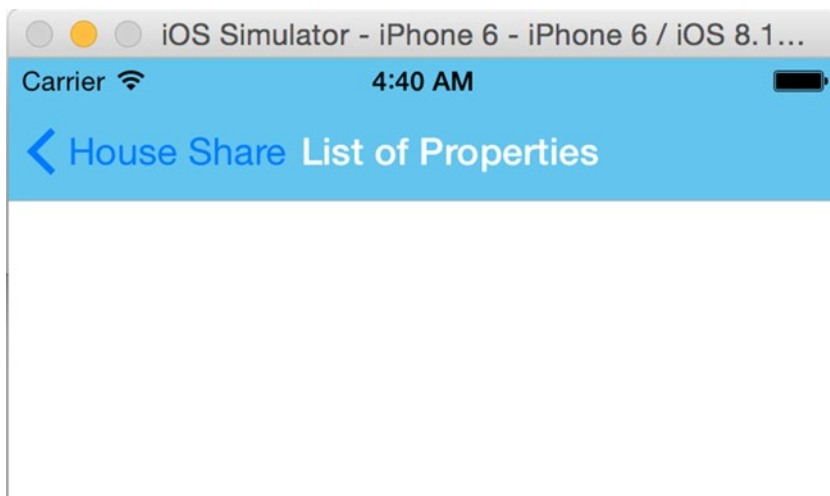 iOS Simulator - iPhone 6 - iPhone 6 / iOS 8.1...
Carrier 4:40 AM
House Share List of Properties